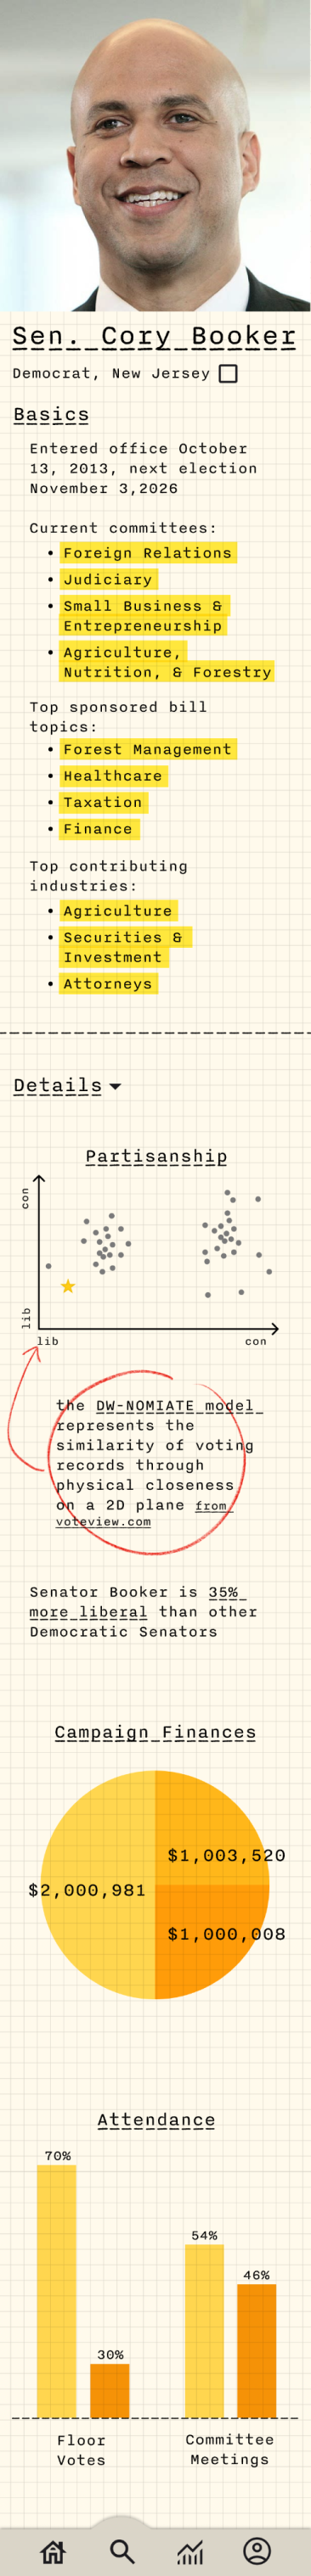 Sen. Cory Booker
Democrat, New Jersey
Basics
Entered office October
13, 2013, next election
November 3,2026
Current committees:
• Foreign Relations
• Judiciary
• Small Business &
Entrepreneurship
• Agriculture,
Nutrition, & Forestry
Top sponsored bill
topics:
• Forest Management
• Healthcare
• Taxation
• Finance
Top contributing
industries:
• Agriculture
• Securities &
Investment
• Attorneys
Details
Partisanship
con
lib
lib
con
the DW-NOMIATE model
represents the
similarity of voting
records through
physical closeness
on a 2D plane from
voteview.com
Senator Booker is 35%
more liberal than other
Democratic Senators
Campaign Finances
$1,003,520
$2,000,981
$1,000,008
Attendance
70%
54%
46%
30%
Floor
Votes
Committee
Meetings